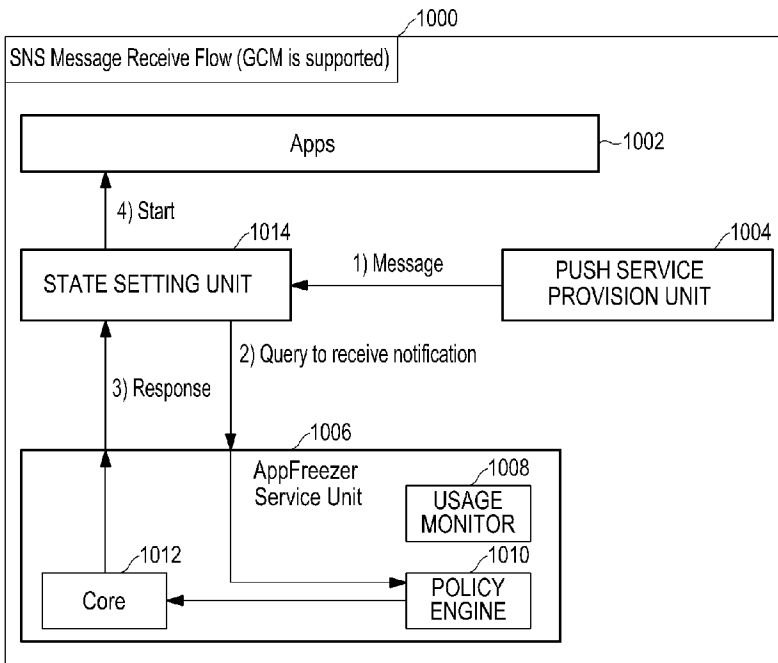 1000
SNS Message Receive Flow (GCM is supported)
Apps
1002
4) Start
1014
1004
STATE SETTING UNIT
1) Message
PUSH SERVICE
PROVISION UNIT
2) Query to receive notification
3) Response
1006
AppFreezer
Service Unit
1008
USAGE
MONITOR
1012
1010
Core
POLICY
ENGINE